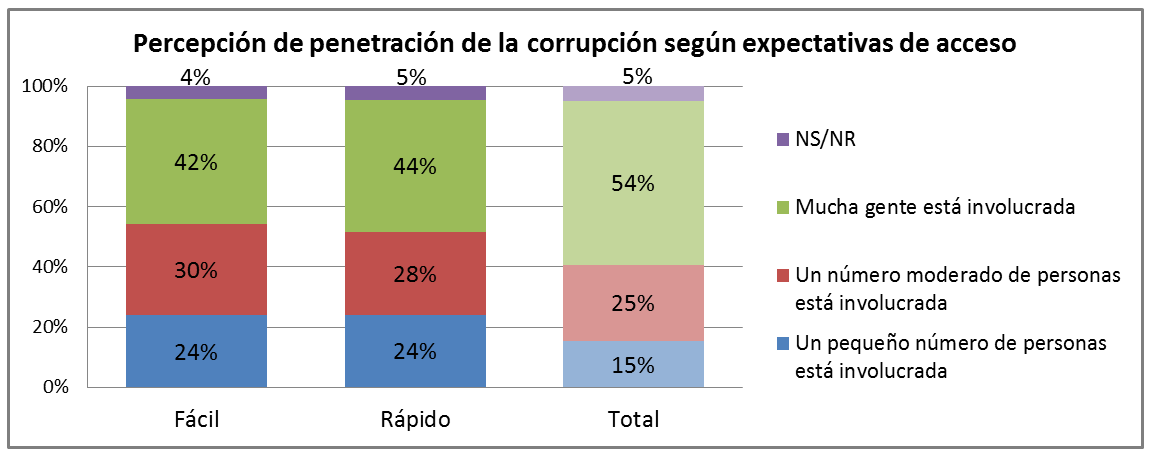 Percepción de penetración de la corrupción según expectativas de acceso
4% 5% 5%
100%
80%
60%
40%
20%
0%
42% 44% 54%
30% 28% 25%
24% 24% 15%
Fácil Rápido Total
NS/NR
Mucha gente está involucrada
Un número moderado de personas
está involucrada
Un pequeño número de personas
está involucrada